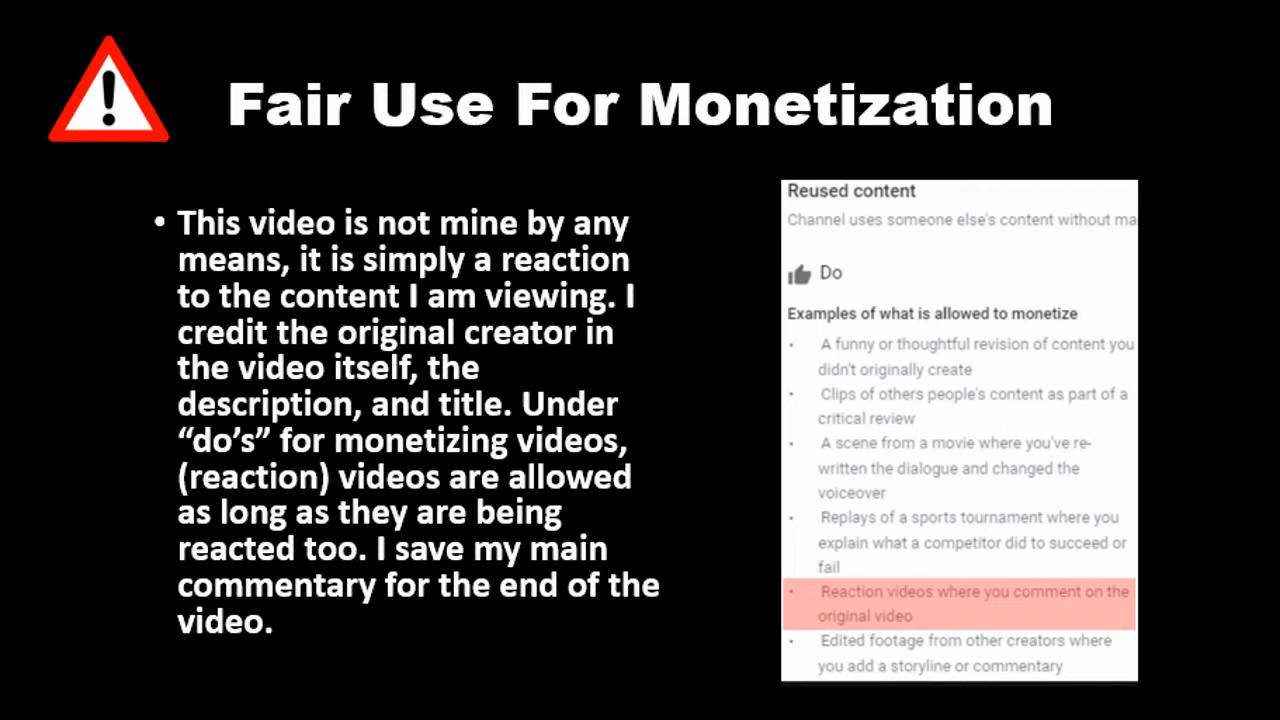 Fair Use For Monetization
• This video is not mine by any
means, it is simply a reaction
to the content I am viewing. I
credit the original creator in
the video itself, the
description, and title. Under
“do’s” for monetizing videos,
(reaction) videos are allowed
as long as they are being
reacted too. I save my main
commentary for the end of the
video.
Reused content
Channel uses someone else's content without ma
Do
Examples of what is allowed to monetize
• A funny or thoughtful revision of content you
didn't originally create
• Clips of others people's content as part of a
critical review
• A scene from a movie where you've re-
written the dialogue and changed the
voiceover
• Replays of a sports tournament where you
explain what a competitor did to succeed or
fail
• Reaction videos where you comment on the
original video
• Edited footage from other creators where
you add a storyline or commentary